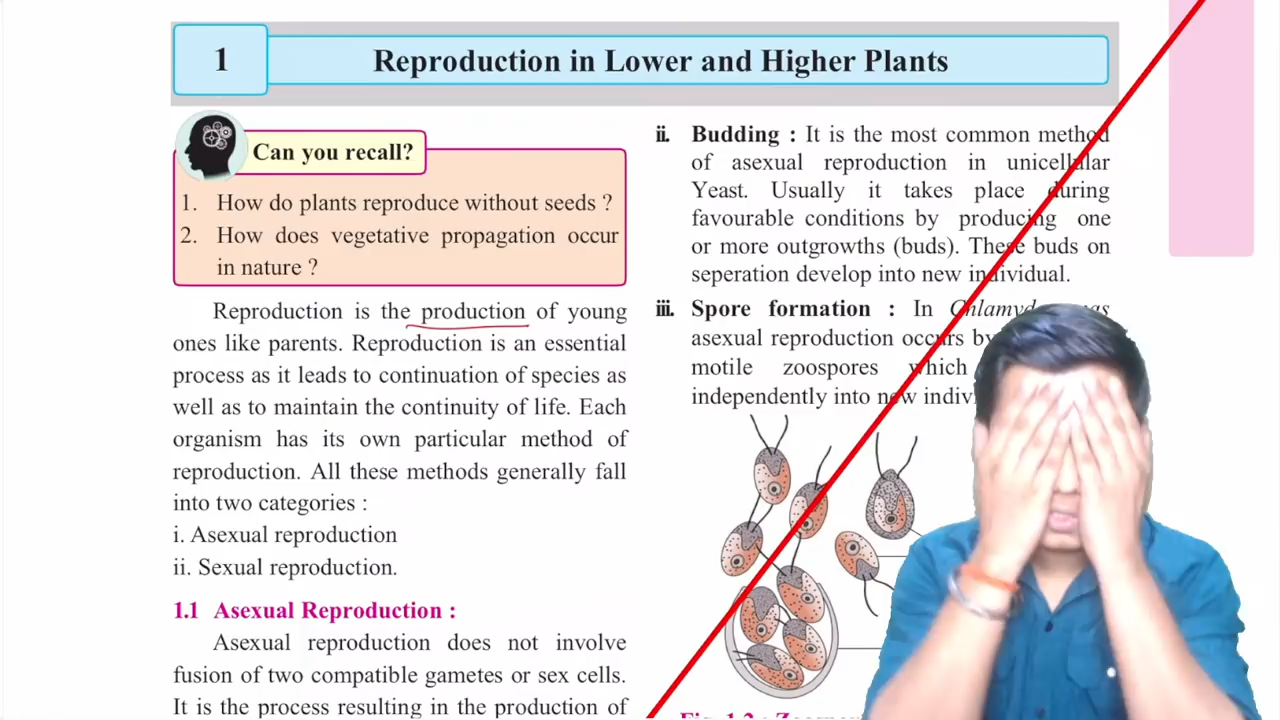 1
Reproduction in Lower and Higher Plants
Can you recall?
1. How do plants reproduce without seeds ?
2. How does vegetative propagation occur
in nature ?
Reproduction is the production of young
ones like parents. Reproduction is an essential
process as it leads to continuation of species as
well as to maintain the continuity of life. Each
organism has its own particular method of
reproduction. All these methods generally fall
into two categories :
i. Asexual reproduction
ii. Sexual reproduction.
1.1 Asexual Reproduction :
Asexual reproduction does not involve
fusion of two compatible gametes or sex cells.
It is the process resulting in the production of
ii. Budding : It is the most common method
of asexual reproduction in unicellular
Yeast. Usually it takes place during
favourable conditions by producing one
or more outgrowths (buds). These buds on
seperation develop into new individual.
iii. Spore formation : In
asexual reproduction occurs by
motile zoospores which
independently into new